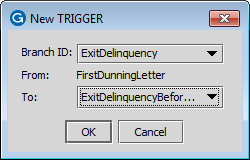 New TRIGGER
Branch ID: ExitDelinquency
From: FirstDunningLetter
To: ExitDelinquencyBefor...
OK Cancel